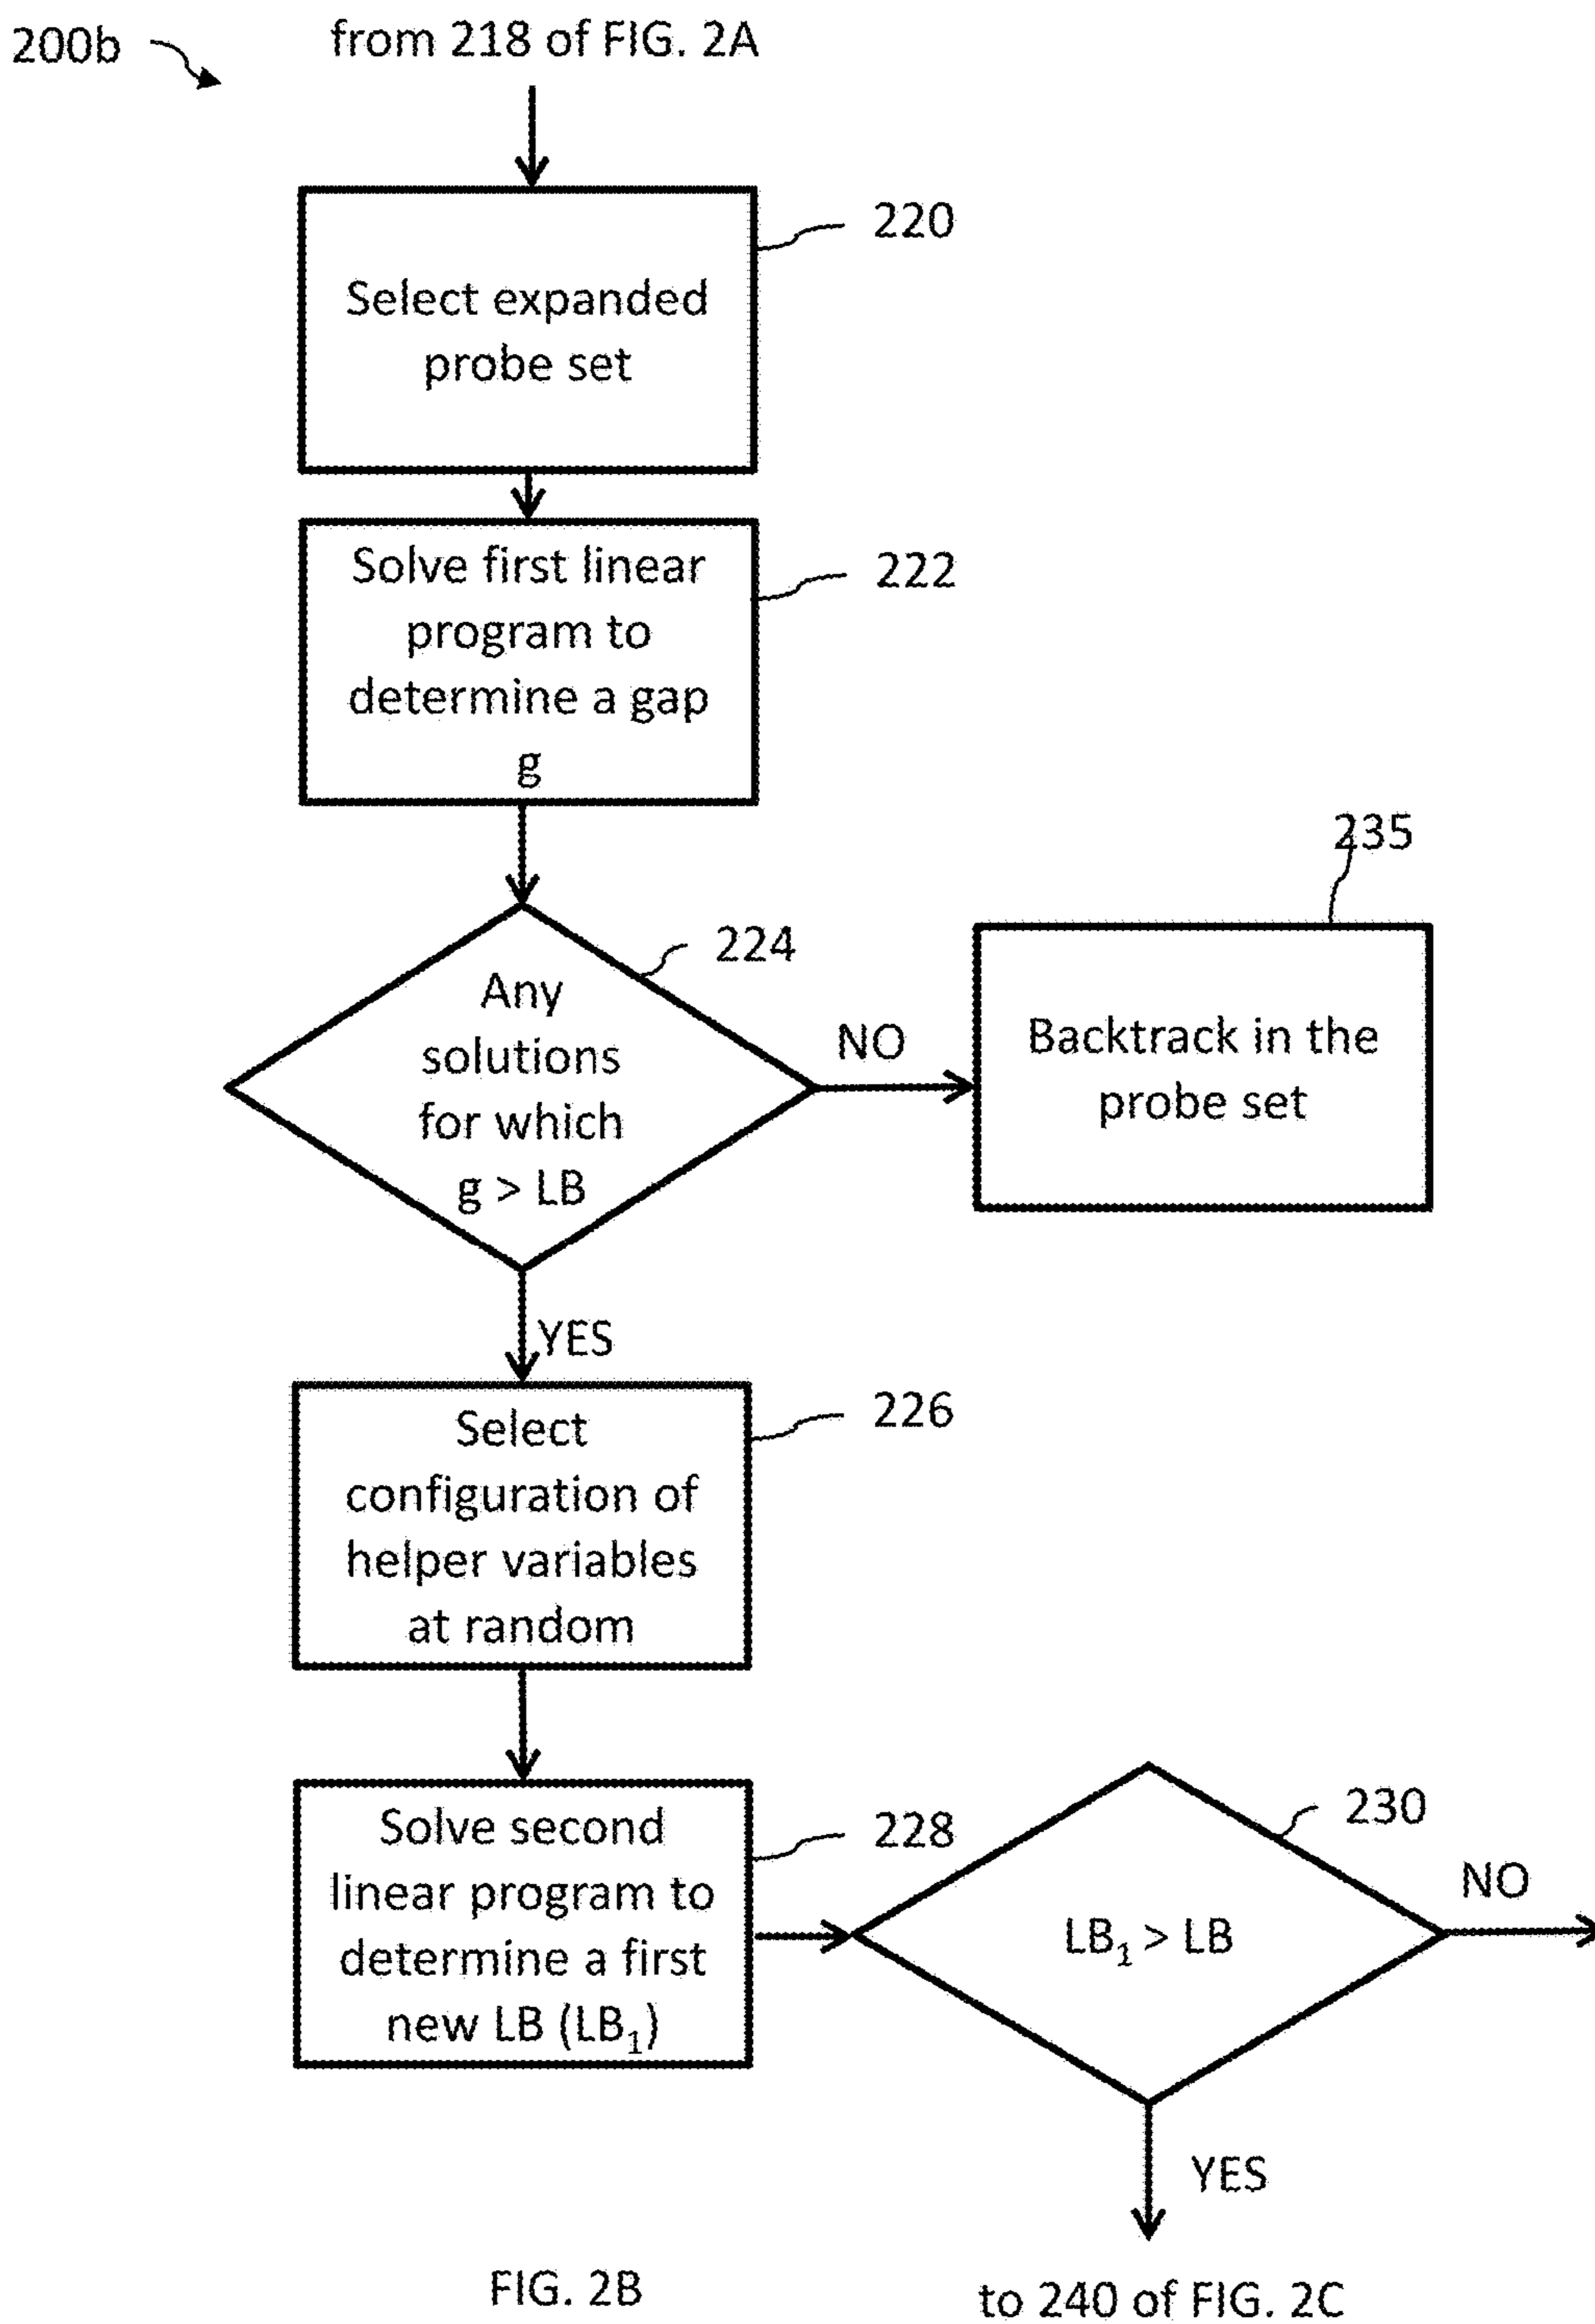 200b
from 218 of FIG. 2A
220
Select expanded
probe set
222
Solve first linear
program to
determine a gap
g
235
224
Any
solutions
for which
g > LB
NO
Backtrack in the
probe set
YES
226
Select
configuration of
helper variables
at random
228
Solve second
linear program to
determine a first
new LB (LB₁)
230
LB₁ > LB
NO
YES
FIG. 2B
to 240 of FIG. 2C